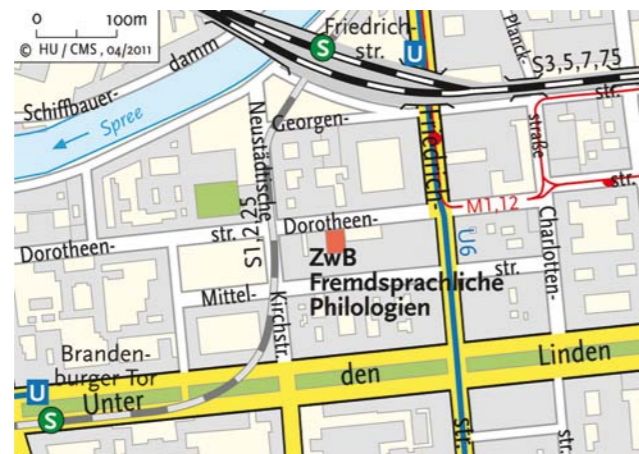 0 100m
© HU / CMS , 04/2011
Friedrich-
str.
S
U
Planck-
straße
S3,5,7,75
str.
Schiffbauer-
damm
Spree
Neustädtische
Kirchstr.
Georgen-
Friedrich
str.
M1,12
str.
Dorotheen-
str.
Dorotheen-
S1,2,25
U6
Charlotten-
str.
ZwB
Fremdsprachliche
Philologien
Mittel-
str.
Branden-
burger Tor
U
S
Unter
den
Linden